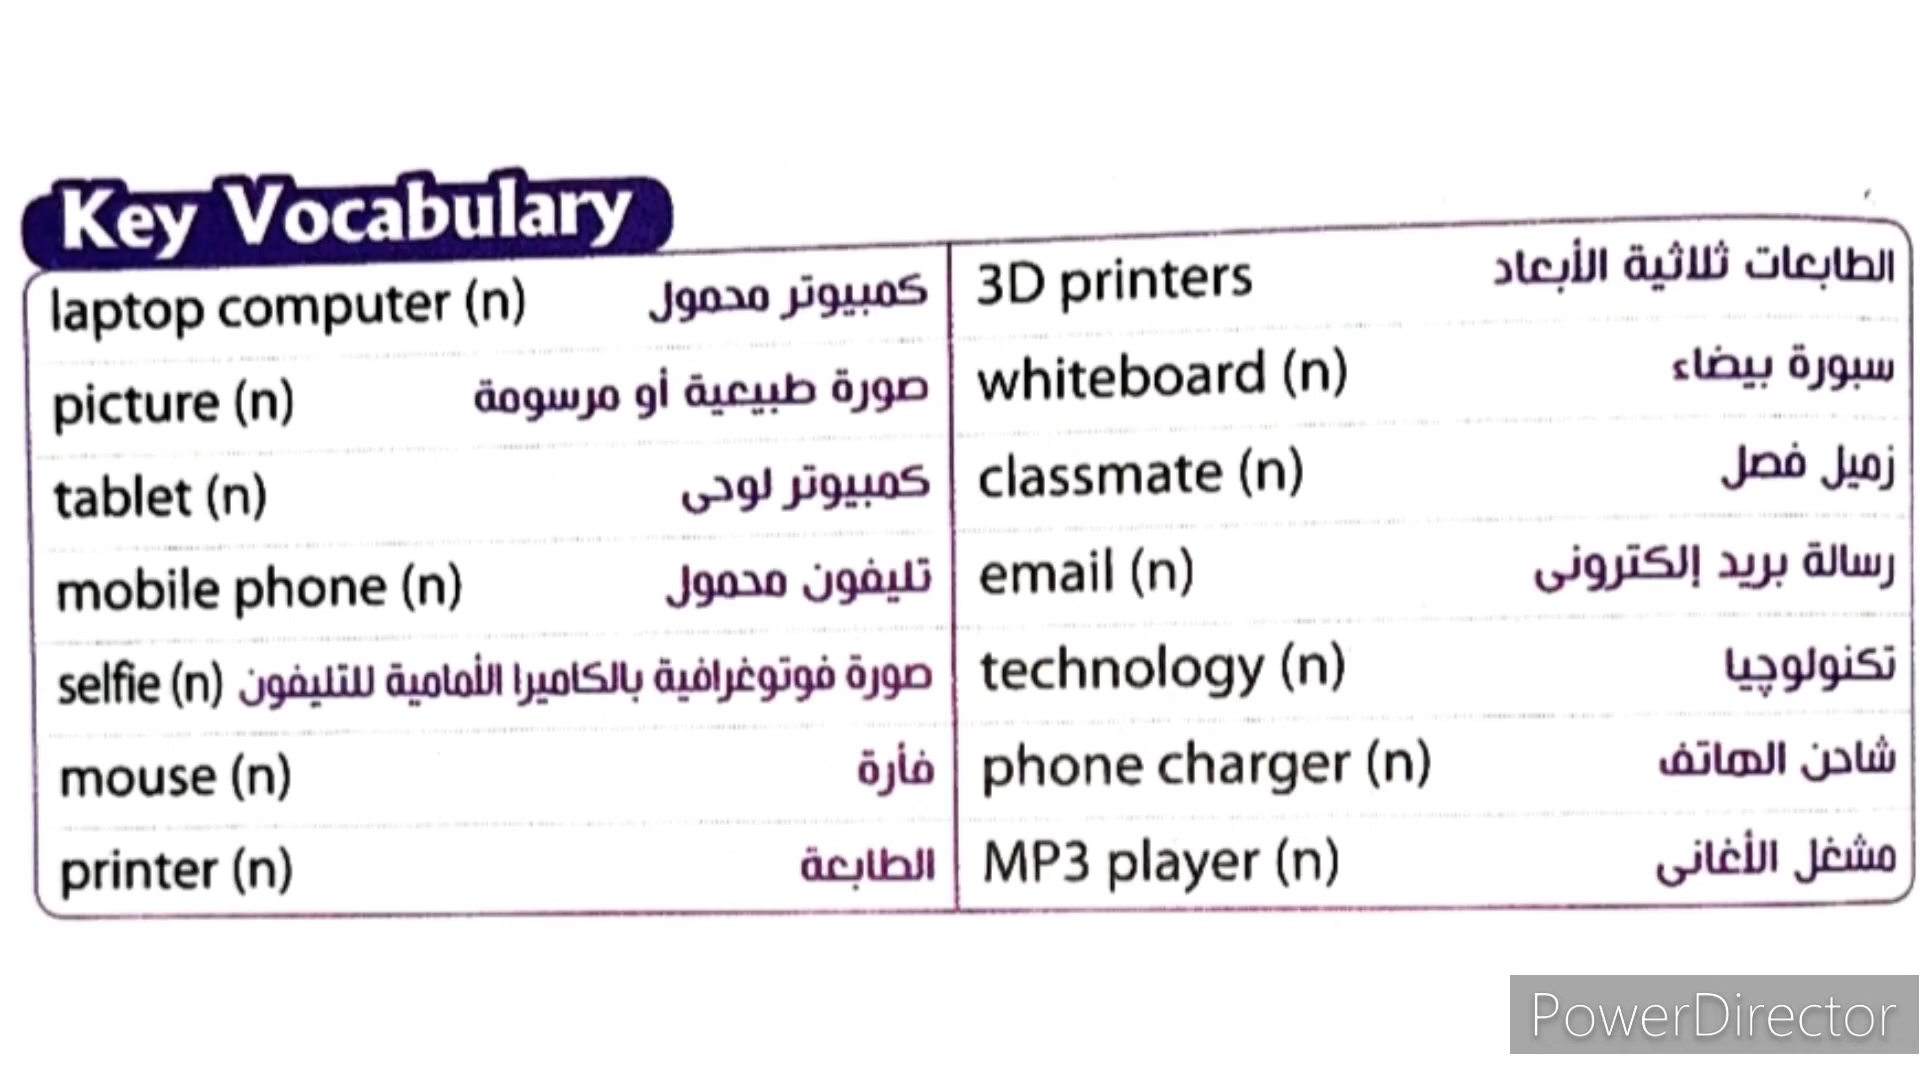 Key Vocabulary
laptop computer (n) كمبيوتر محمول
picture (n) صورة طبيعية أو مرسومة
tablet (n) كمبيوتر لوحى
mobile phone (n) تليفون محمول
selfie (n) صورة فوتوغرافية بالكاميرا الأمامية للتليفون
mouse (n) فأرة
printer (n) الطابعة
3D printers الطابعات ثلاثية الأبعاد
whiteboard (n) سبورة بيضاء
classmate (n) زميل فصل
email (n) رسالة بريد إلكترونى
technology (n) تكنولوچيا
phone charger (n) شاحن الهاتف
MP3 player (n) مشغل الأغانى
PowerDirector